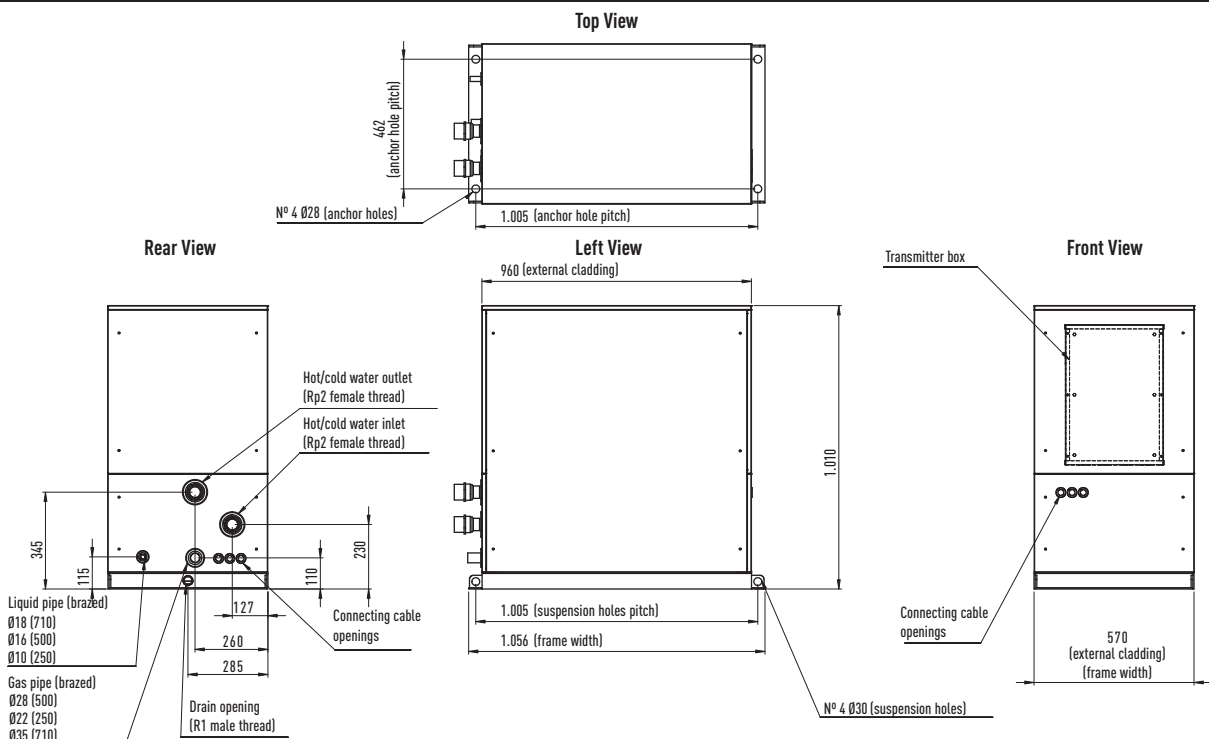 Top View
462
(anchor hole pitch)
Nº 4 Ø28 (anchor holes)
1.005 (anchor hole pitch)
Rear View
Left View
Front View
960 (external cladding)
Transmitter box
Hot/cold water outlet
(Rp2 female thread)
Hot/cold water inlet
(Rp2 female thread)
1.010
345
115
230
110
127
260
285
Liquid pipe (brazed)
Ø18 (710)
Ø16 (500)
Ø10 (250)
Gas pipe (brazed)
Ø28 (500)
Ø22 (250)
Ø35 (710)
Drain opening
(R1 male thread)
Connecting cable
openings
1.005 (suspension holes pitch)
1.056 (frame width)
Nº 4 Ø30 (suspension holes)
Connecting cable
openings
570
(external cladding)
(frame width)